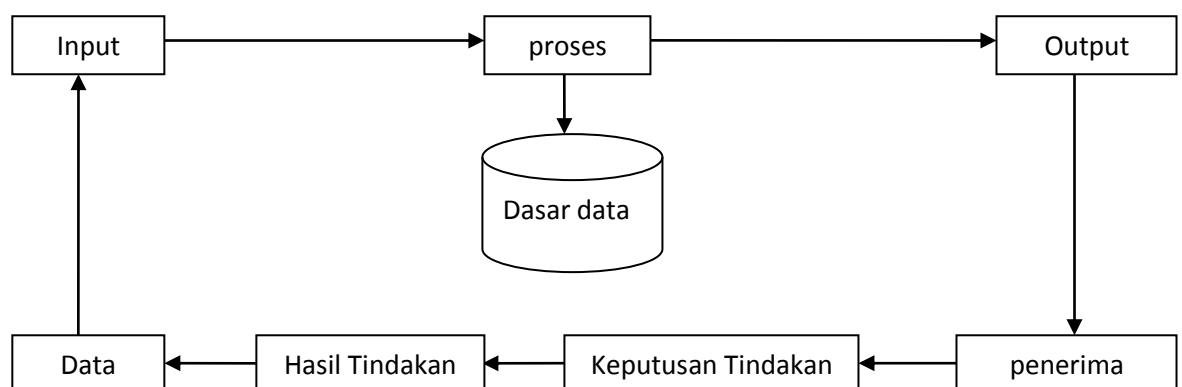 Input
proses
Output
Dasar data
Data
Hasil Tindakan
Keputusan Tindakan
penerima